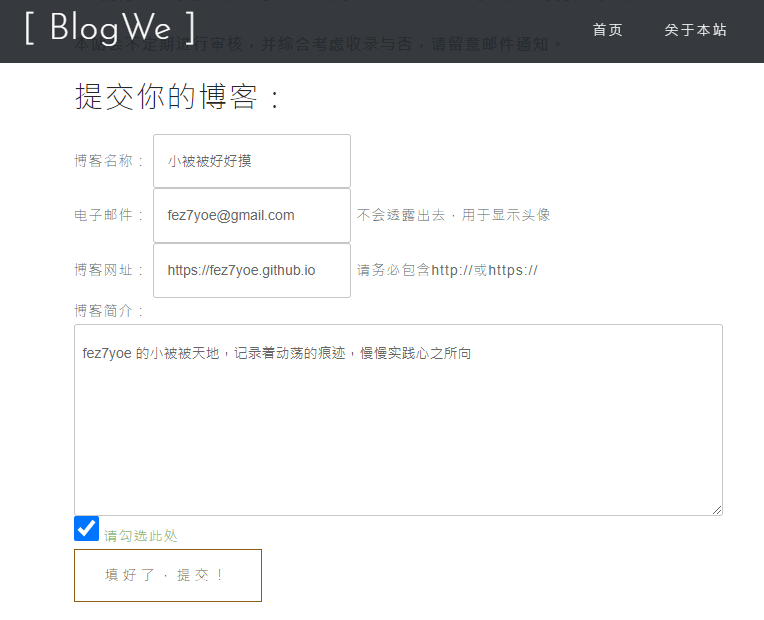 [ BlogWe ]
首页
关于本站
本面会不定期进行审核，并综合考虑收录与否，请留意邮件通知。
提交你的博客：
博客名称： 小被被好好摸
电子邮件： fez7yoe@gmail.com 不会透露出去，用于显示头像
博客网址： https://fez7yoe.github.io 请务必包含http://或https://
博客简介：
fez7yoe 的小被被天地，记录着动荡的痕迹，慢慢实践心之所向
请勾选此处
填好了，提交！